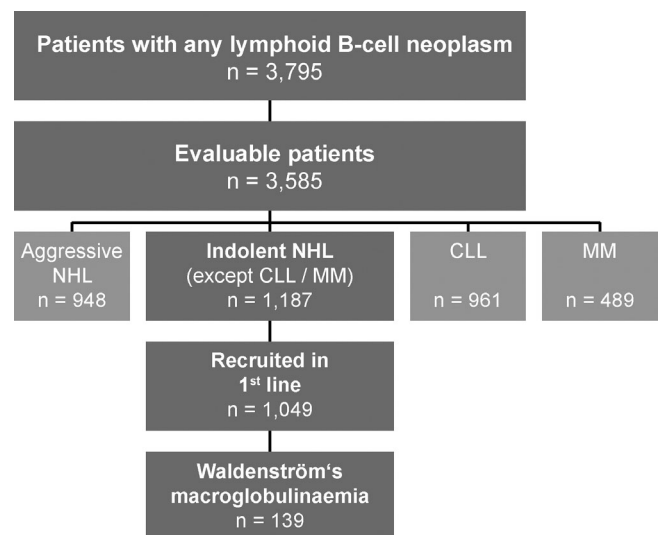 Patients with any lymphoid B-cell neoplasm
n = 3,795
Evaluable patients
n = 3,585
Aggressive
NHL
n = 948
Indolent NHL
(except CLL / MM)
n = 1,187
CLL
n = 961
MM
n = 489
Recruited in
1st line
n = 1,049
Waldenström‘s
macroglobulinaemia
n = 139